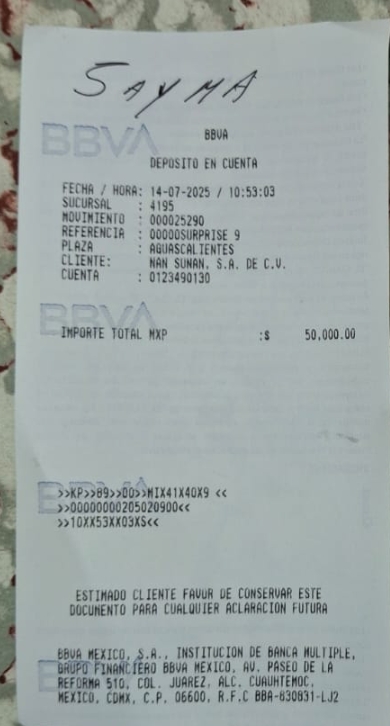 SAYMA
BBVA
BBVA
DEPOSITO EN CUENTA
FECHA / HORA: 14-07-2025 / 10:53:03
SUCURSAL : 4195
MOVIMIENTO : 000025290
REFERENCIA : 00000SURPRISE 9
PLAZA : AGUASCALIENTES
CLIENTE: NAN SUNAN, S.A. DE C.V.
CUENTA : 0123490130
BBVA
IMPORTE TOTAL MXP :$ 50,000.00
BBVA
>>KP>>89>>DD>>MIX41X40X9 <<
>>00000000205020900<<
>>10XX53XX03XS<<
ESTIMADO CLIENTE FAVOR DE CONSERVAR ESTE
DOCUMENTO PARA CUALQUIER ACLARACION FUTURA
BBVA MEXICO, S.A., INSTITUCION DE BANCA MULTIPLE,
GRUPO FINANCIERO BBVA MEXICO. AV. PASEO DE LA
REFORMA 510, COL. JUAREZ, ALC. CUAUHTEMOC,
MEXICO, CDMX, C.P. 06600, R.F.C BBA-830831-LJ2